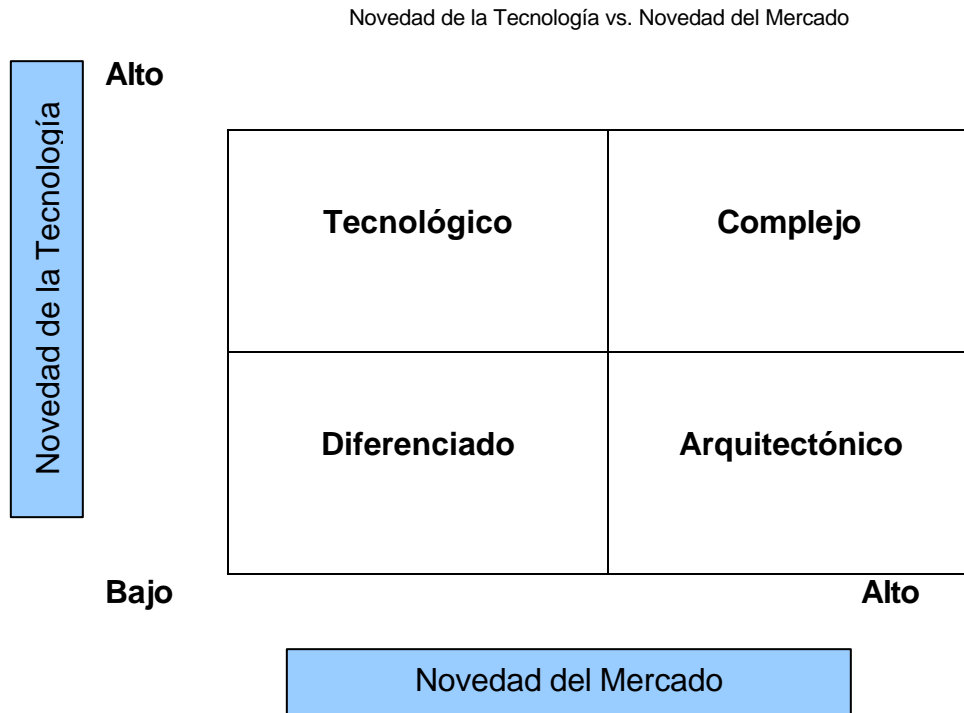 Novedad de la Tecnología vs. Novedad del Mercado
Alto
Novedad de la Tecnología
Tecnológico
Complejo
Diferenciado
Arquitectónico
Bajo
Alto
Novedad del Mercado